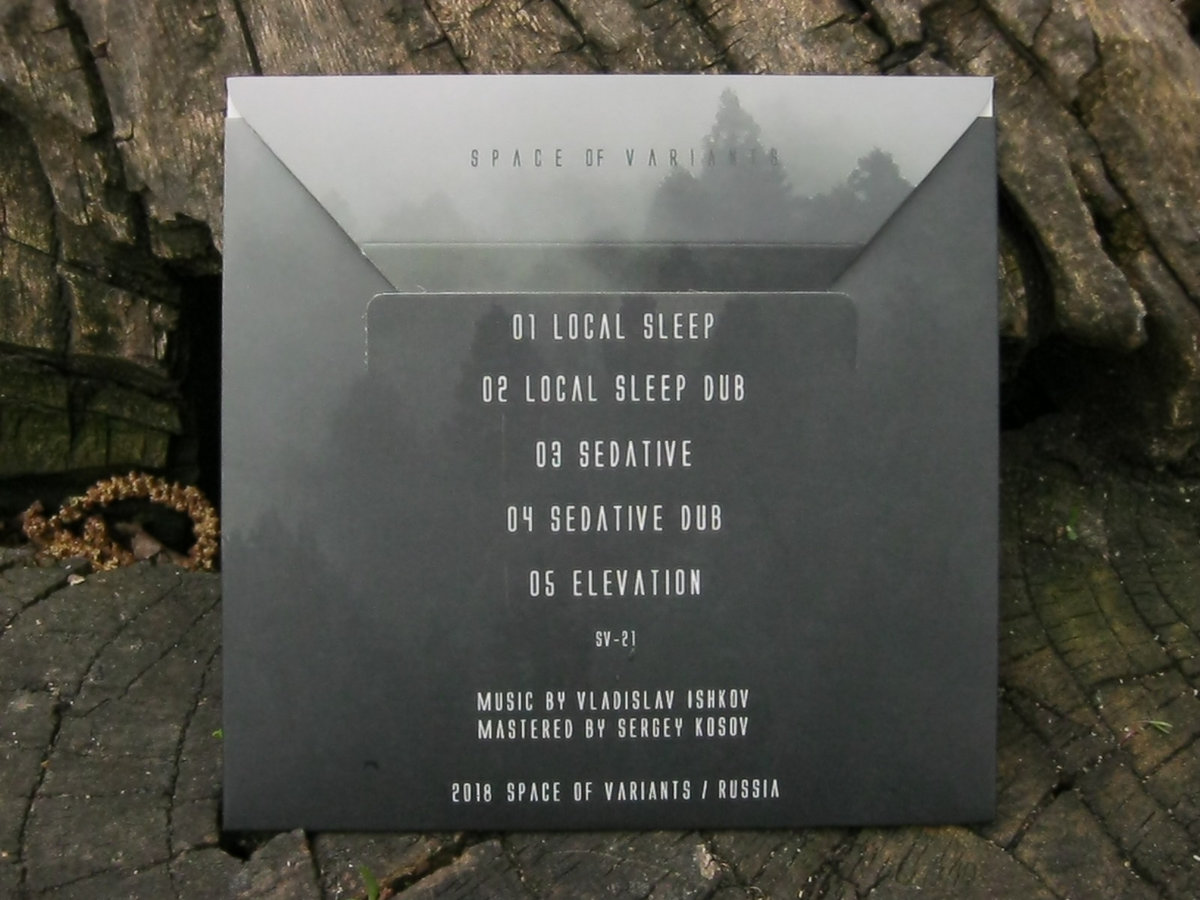 SPACE OF VARIANTS
01 LOCAL SLEEP
02 LOCAL SLEEP DUB
03 SEDATIVE
04 SEDATIVE DUB
05 ELEVATION
SV-21
MUSIC BY VLADISLAV ISHKOV
MASTERED BY SERGEY KOSOV
2018 SPACE OF VARIANTS / RUSSIA